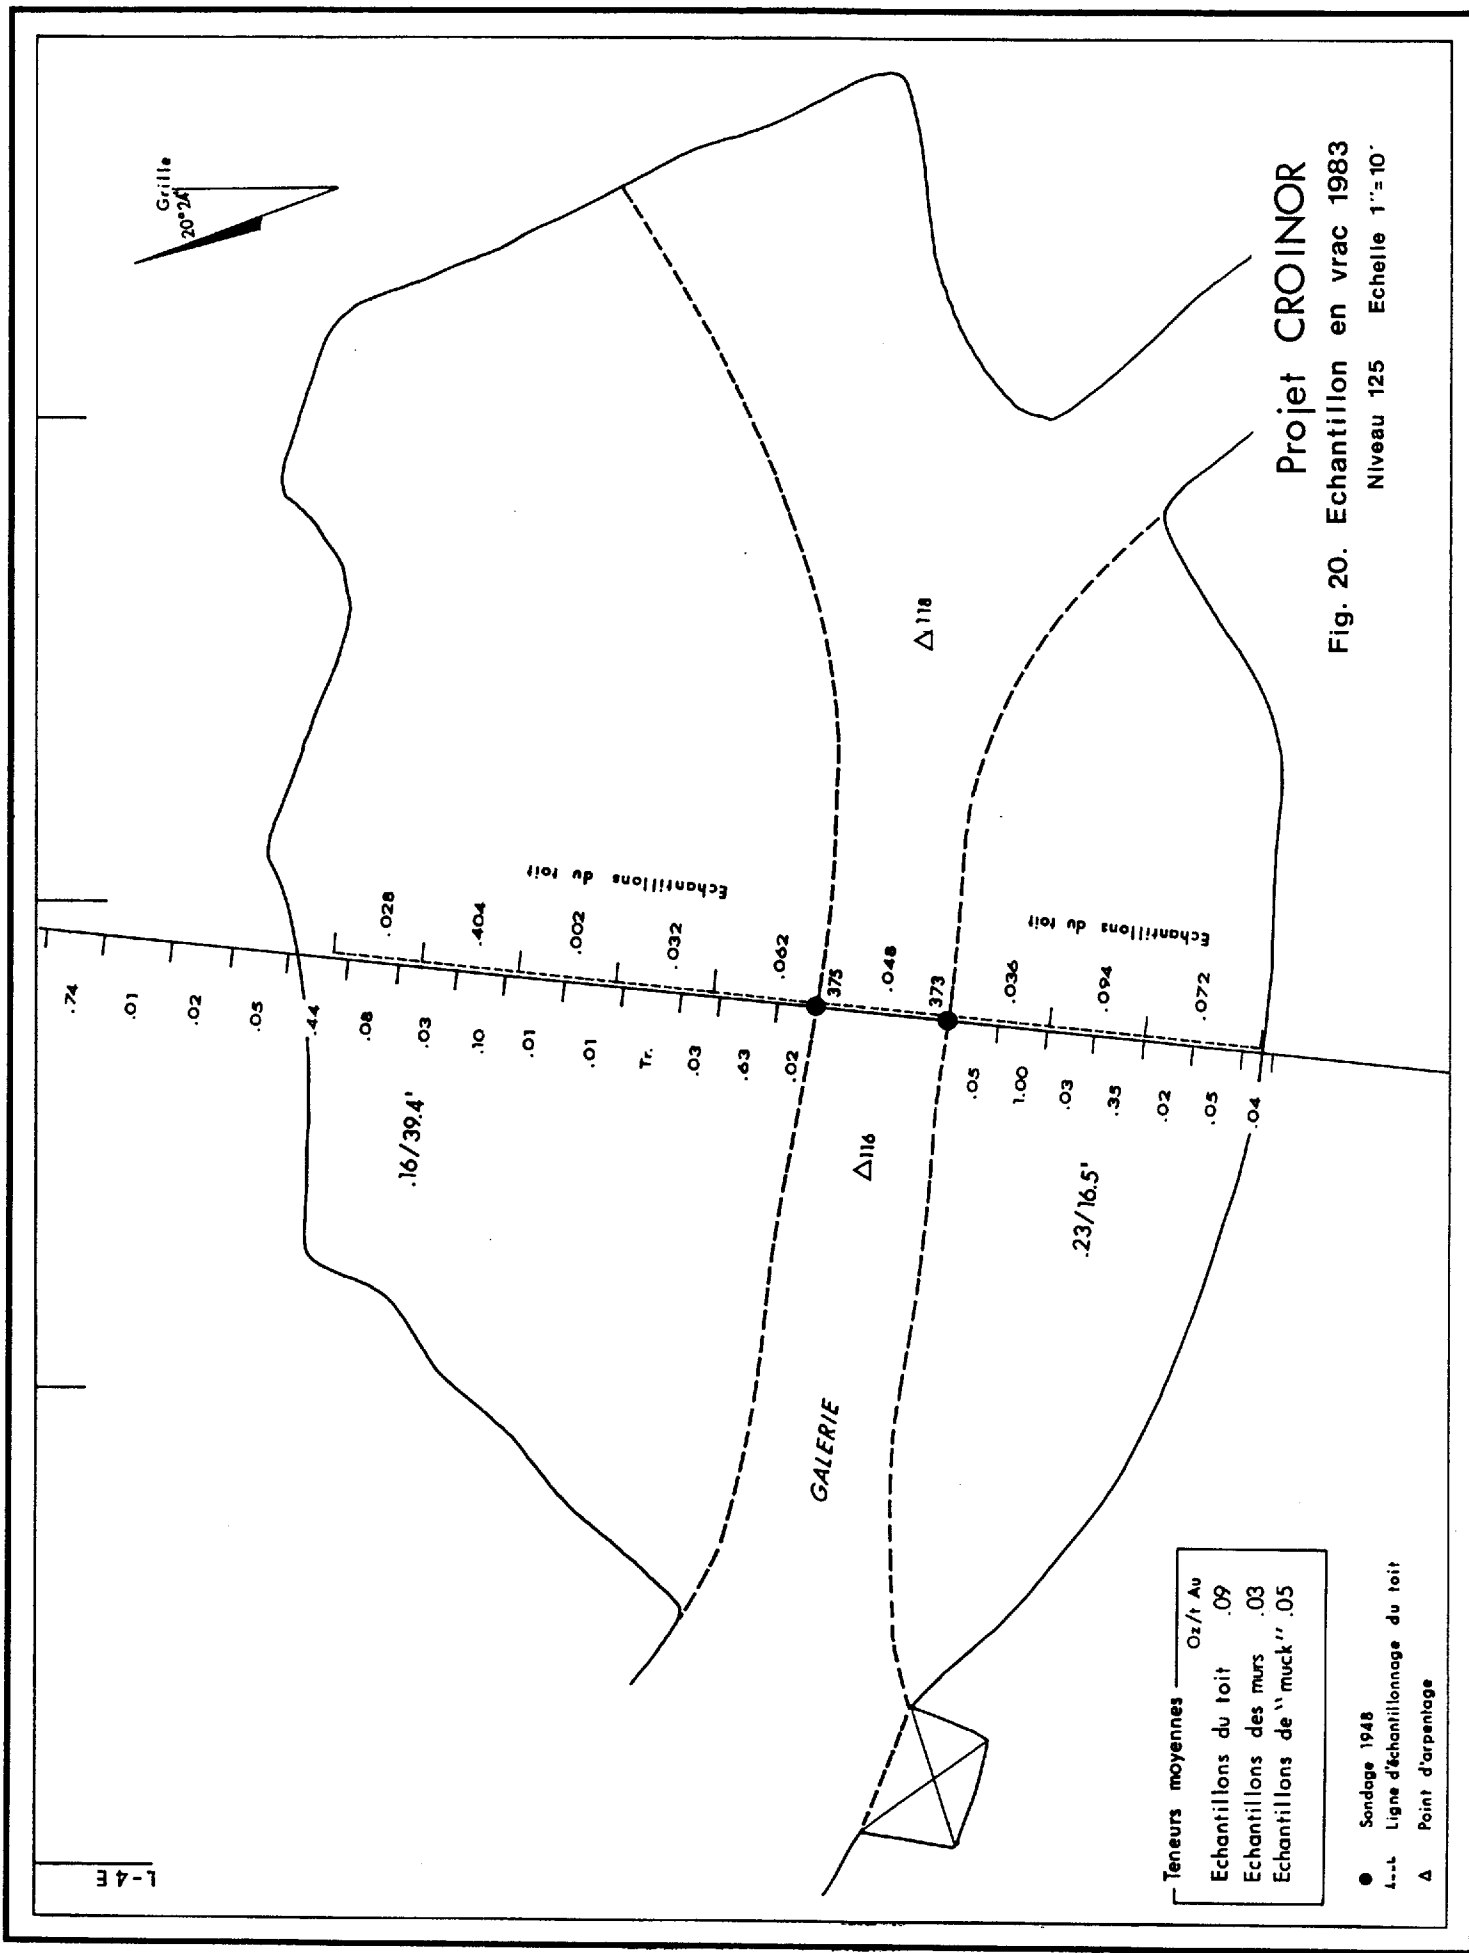 Grille
20°24'
L-4E
.74
.01
.02
.05
.44
.08
.03
.10
.01
.01
Tr.
.03
.63
.02
.028
.404
.002
.032
.062
Echantillons du toit
375
.048
373
.036
.094
.072
Echantillons du toit
.05
1.00
.03
.35
.02
.05
.04
.16/39.4'
.23/16.5'
△116
△118
GALERIE
Teneurs moyennes
Oz/t Au
Echantillons du toit .09
Echantillons des murs .03
Echantillons de "muck" .05
Sondage 1948
Ligne d'échantillonnage du toit
Point d'arpentage
Projet CROINOR
Fig. 20. Echantillon en vrac 1983
Niveau 125 Echelle 1"=10'